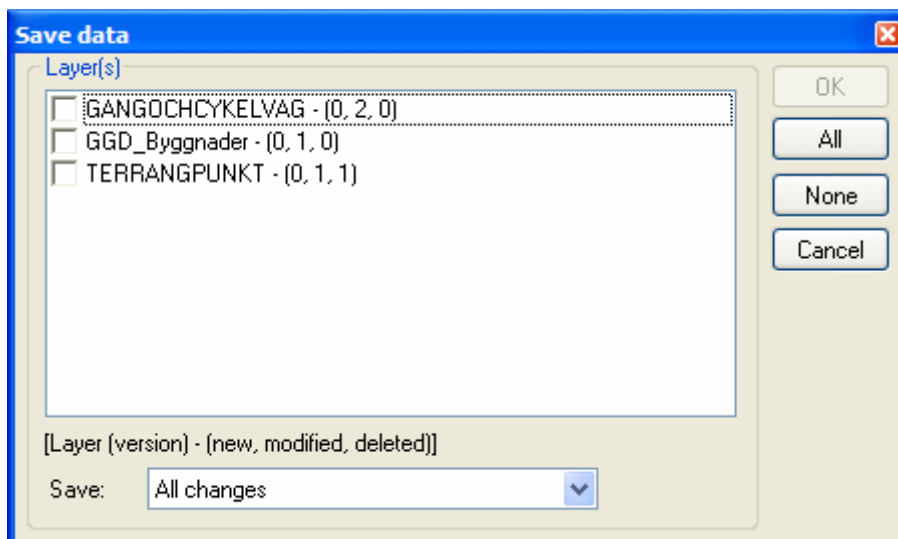 Save data
Layer(s)
GANGOCHCYKELVAG - (0, 2, 0)
GGD_Byggnader - (0, 1, 0)
TERRANGPUNKT - (0, 1, 1)
[Layer (version) - (new, modified, deleted)]
Save: All changes
OK
All
None
Cancel